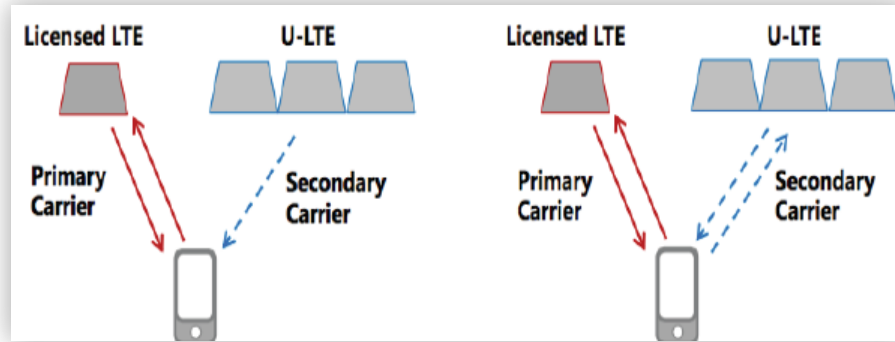 Licensed LTE
U-LTE
Primary
Carrier
Secondary
Carrier
Licensed LTE
U-LTE
Primary
Carrier
Secondary
Carrier